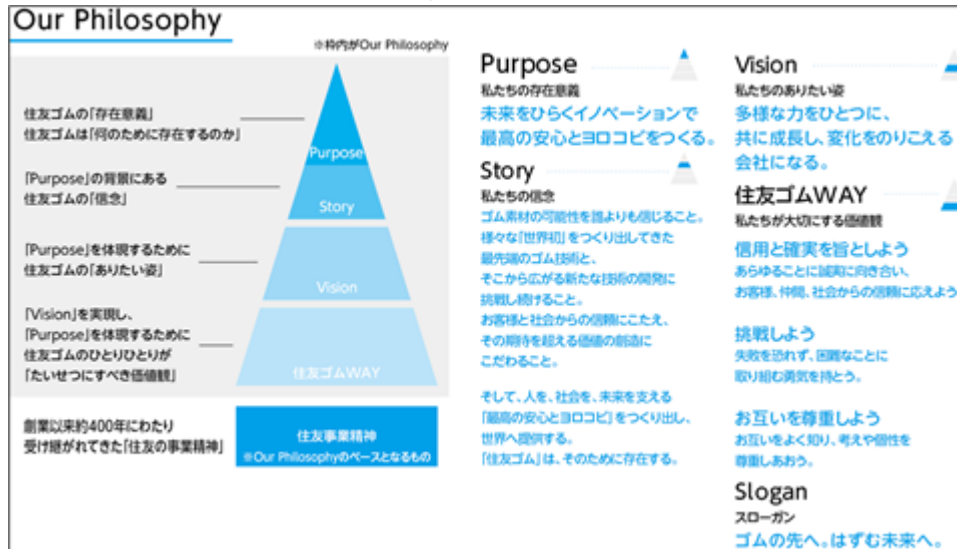 Our Philosophy
※枠内がOur Philosophy
住友ゴムの「存在意義」
住友ゴムは「何のために存在するのか」
「Purpose」の背景にある
住友ゴムの「信念」
「Purpose」を体現するために
住友ゴムの「ありたい姿」
「Vision」を実現し、
「Purpose」を体現するために
住友ゴムのひとりひとりが
「たいせつにすべき価値観」
Purpose
Story
Vision
住友ゴムWAY
創業以来約400年にわたり
受け継がれてきた「住友の事業精神」
住友事業精神
※Our Philosophyのベースとなるもの
Purpose
私たちの存在意義
未来をひらくイノベーションで
最高の安心とヨロコビをつくる。
Story
私たちの信念
ゴム素材の可能性を誰よりも信じること。
様々な「世界初」をつくり出してきた
最先端のゴム技術と、
そこから広がる新たな技術の開発に
挑戦し続けること。
お客様と社会からの信頼にこたえ、
その期待を超える価値の創造に
こだわること。
そして、人を、社会を、未来を支える
「最高の安心とヨロコビ」をつくり出し、
世界へ提供する。
「住友ゴム」は、そのために存在する。
Vision
私たちのありたい姿
多様な力をひとつに、
共に成長し、変化をのりこえる
会社になる。
住友ゴムWAY
私たちが大切にする価値観
信用と確実を旨としよう
あらゆることに誠実に向き合い、
お客様、仲間、社会からの信頼に応えよう
挑戦しよう
失敗を恐れず、困難なことに
取り組む勇気を持とう。
お互いを尊重しよう
お互いをよく知り、考えや個性を
尊重しあおう。
Slogan
スローガン
ゴムの先へ。はずむ未来へ。